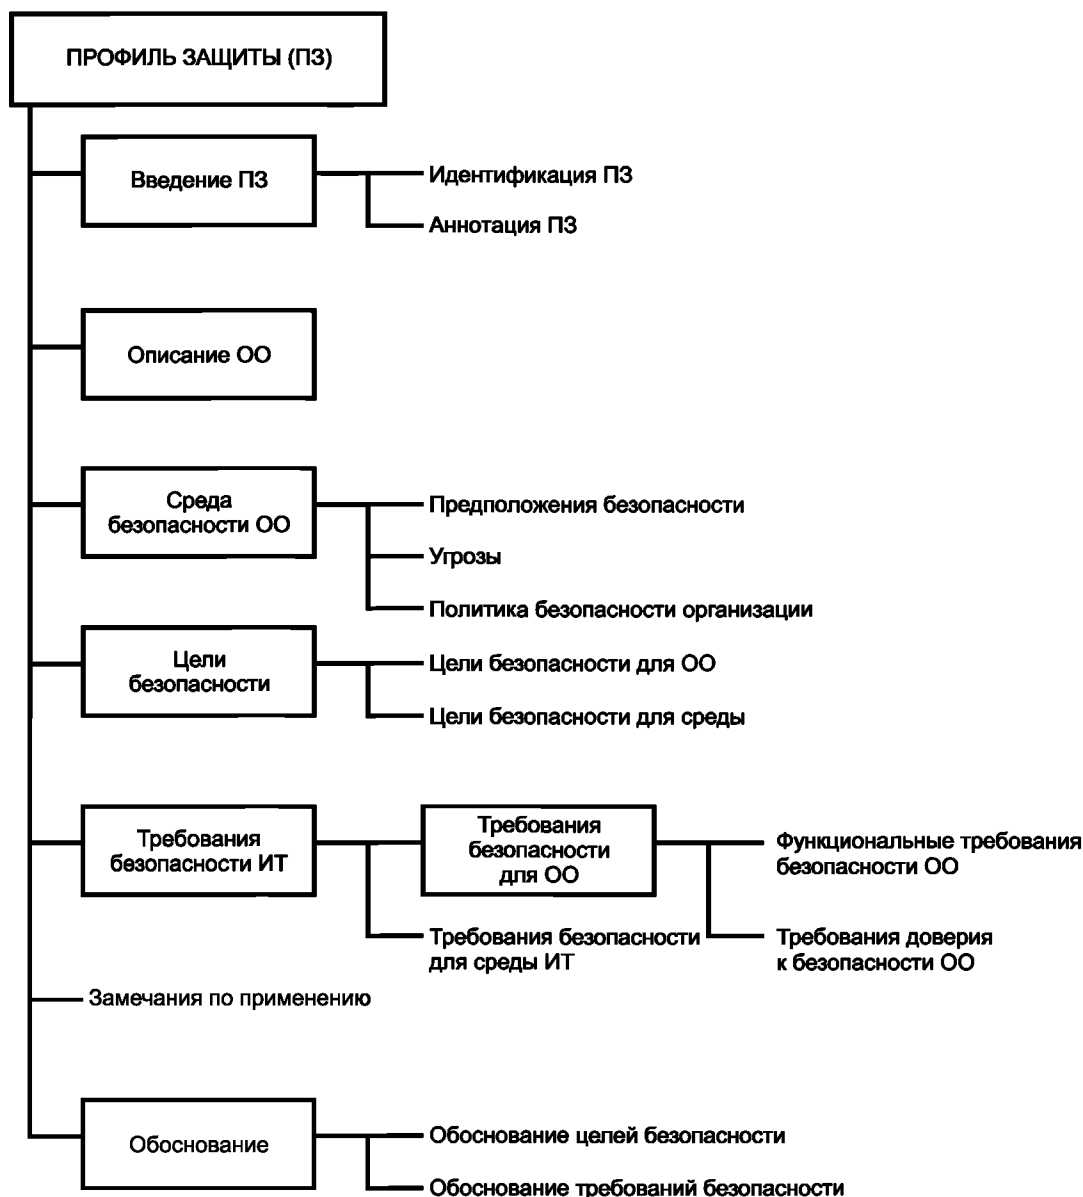 ПРОФИЛЬ ЗАЩИТЫ (ПЗ)
Введение ПЗ
Идентификация ПЗ
Аннотация ПЗ
Описание ОО
Среда
безопасности ОО
Предположения безопасности
Угрозы
Политика безопасности организации
Цели
безопасности
Цели безопасности для ОО
Цели безопасности для среды
Требования
безопасности ИТ
Требования
безопасности
для ОО
Функциональные требования
безопасности ОО
Требования безопасности
для среды ИТ
Требования доверия
к безопасности ОО
Замечания по применению
Обоснование
Обоснование целей безопасности
Обоснование требований безопасности